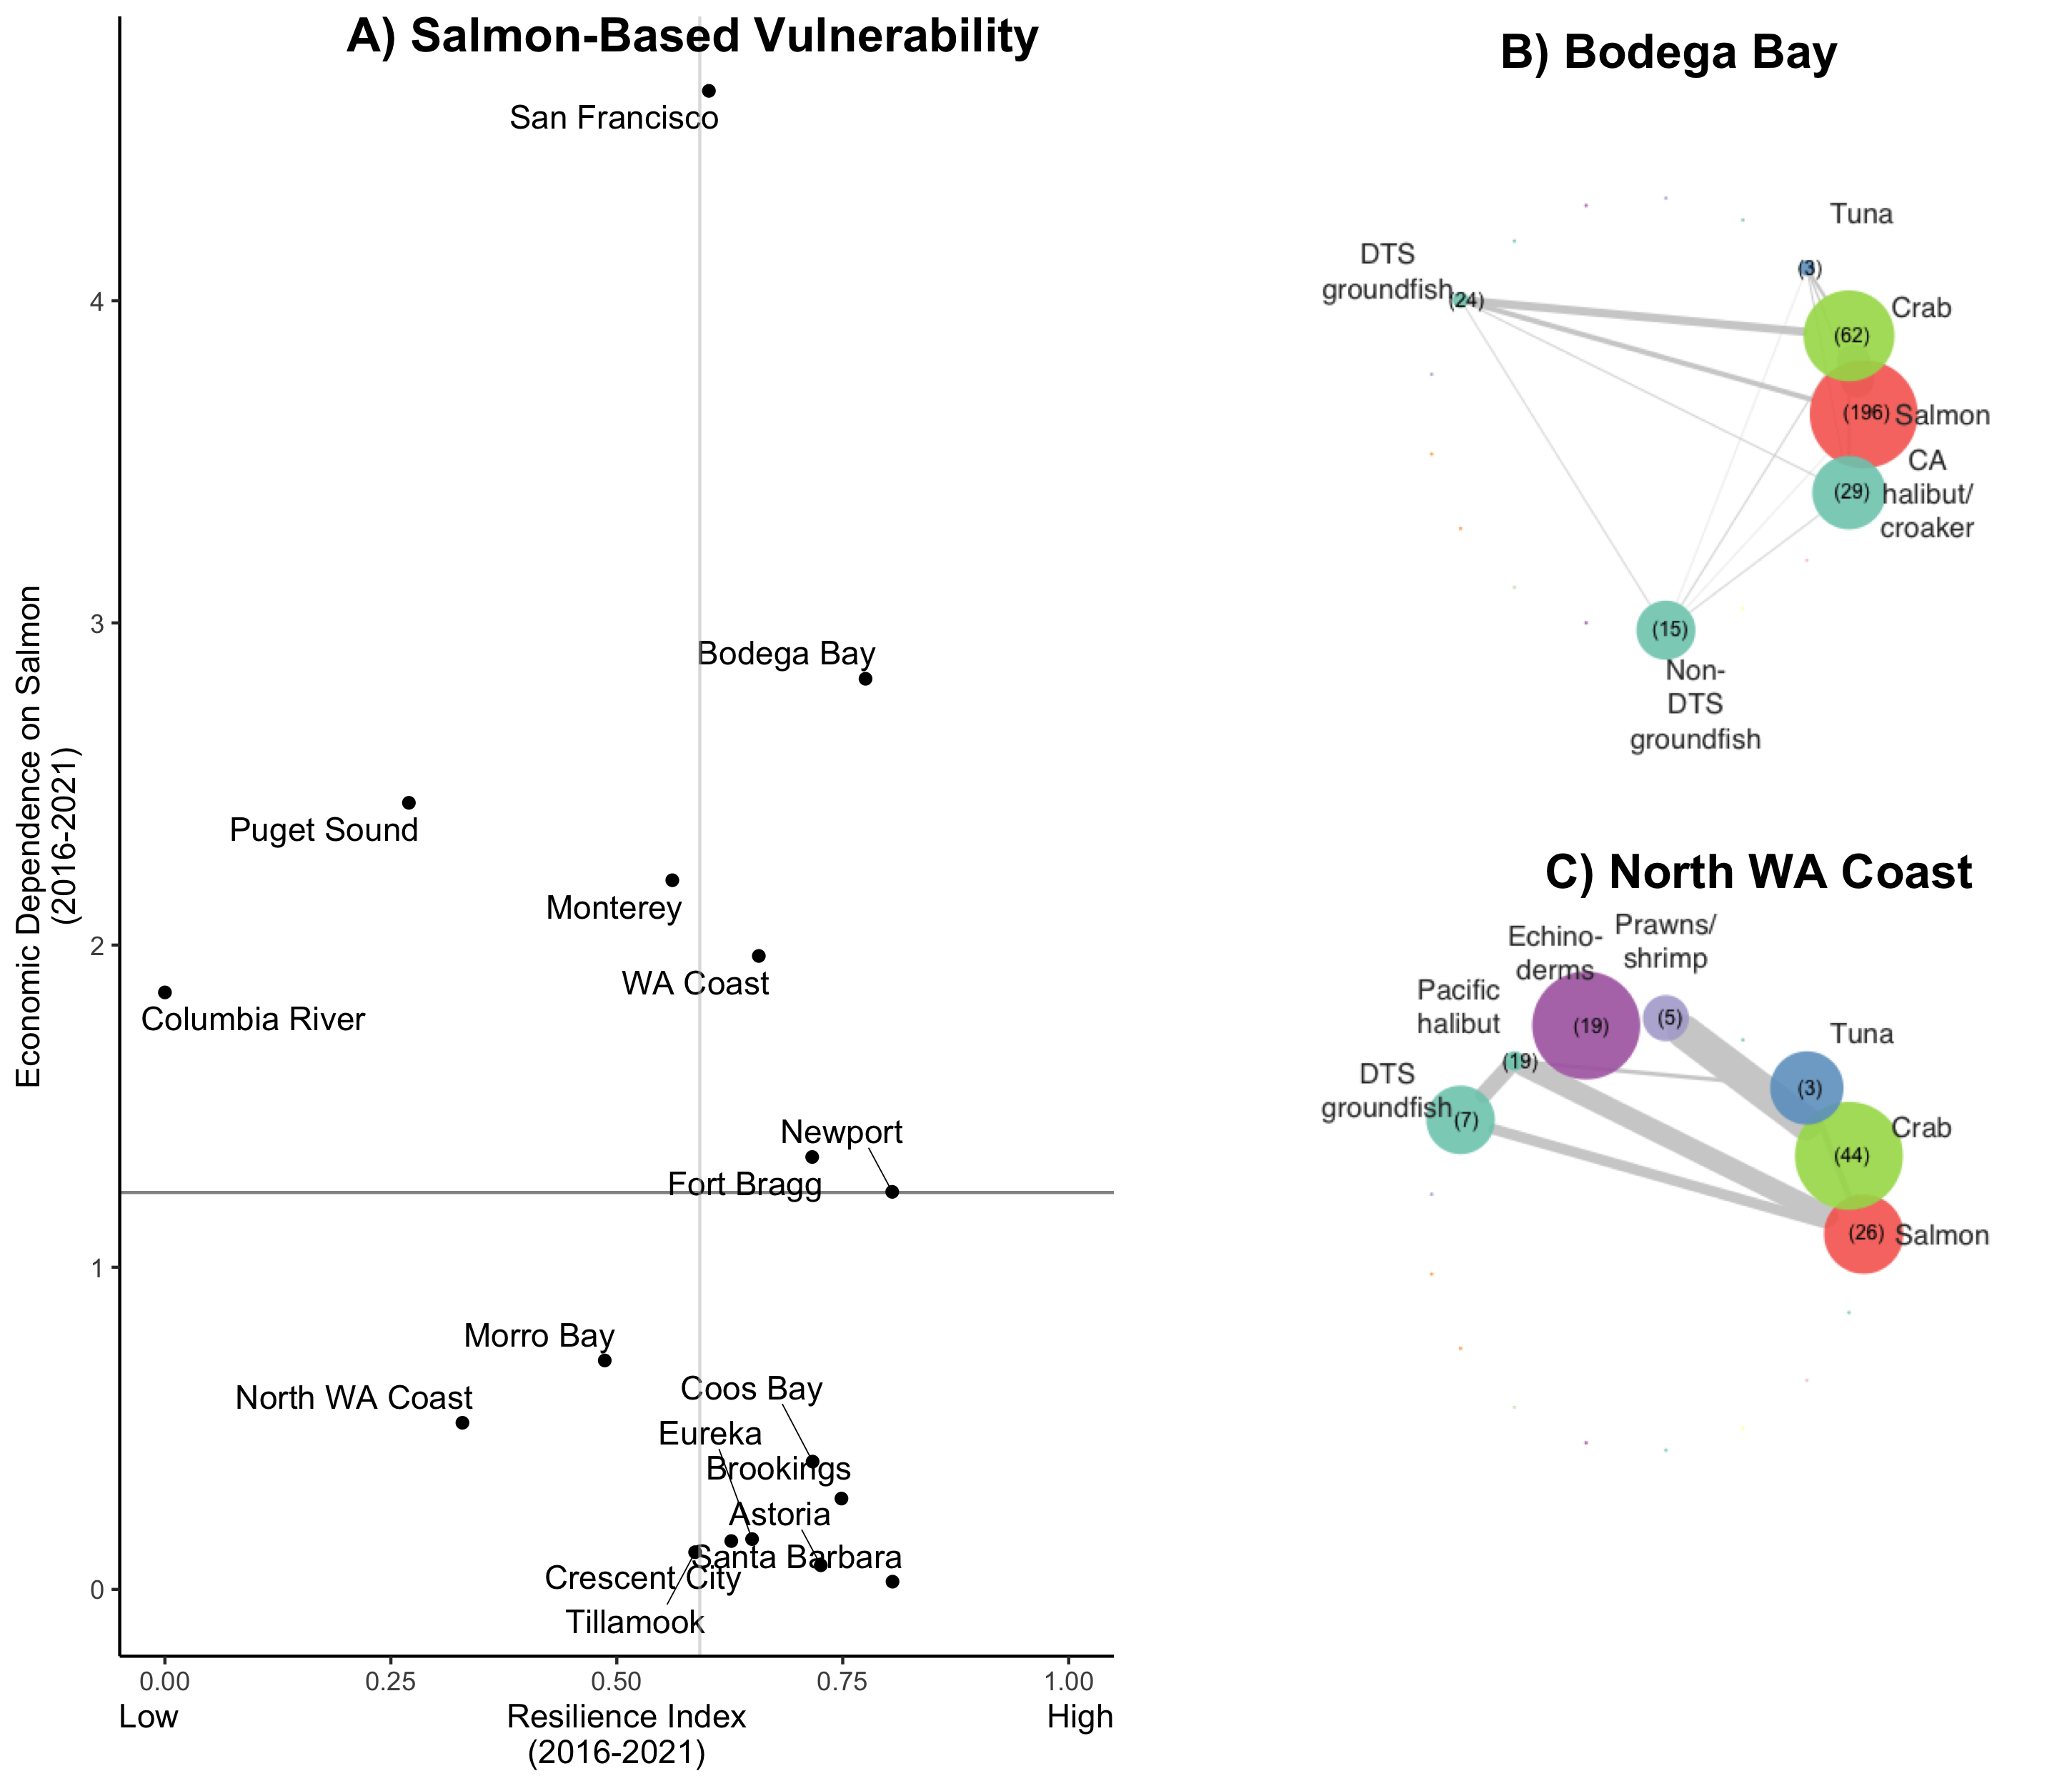 A) Salmon-Based Vulnerability
San Francisco
Bodega Bay
Puget Sound
Monterey
WA Coast
Columbia River
Newport
Fort Bragg
Morro Bay
North WA Coast
Coos Bay
Eureka
Brookings
Astoria
Santa Barbara
Crescent City
Tillamook
4
3
2
1
0
Economic Dependence on Salmon
(2016-2021)
0.00
0.25
0.50
0.75
1.00
Low
Resilience Index
High
(2016-2021)
B) Bodega Bay
Tuna
(3)
DTS
groundfish
(24)
Crab
(62)
(196)
Salmon
CA
halibut/
croaker
(29)
(15)
Non-
DTS
groundfish
C) North WA Coast
Prawns/
shrimp
Echino-
derms
Pacific
halibut
(5)
(19)
Tuna
(19)
DTS
groundfish
(3)
(7)
Crab
(44)
(26)
Salmon